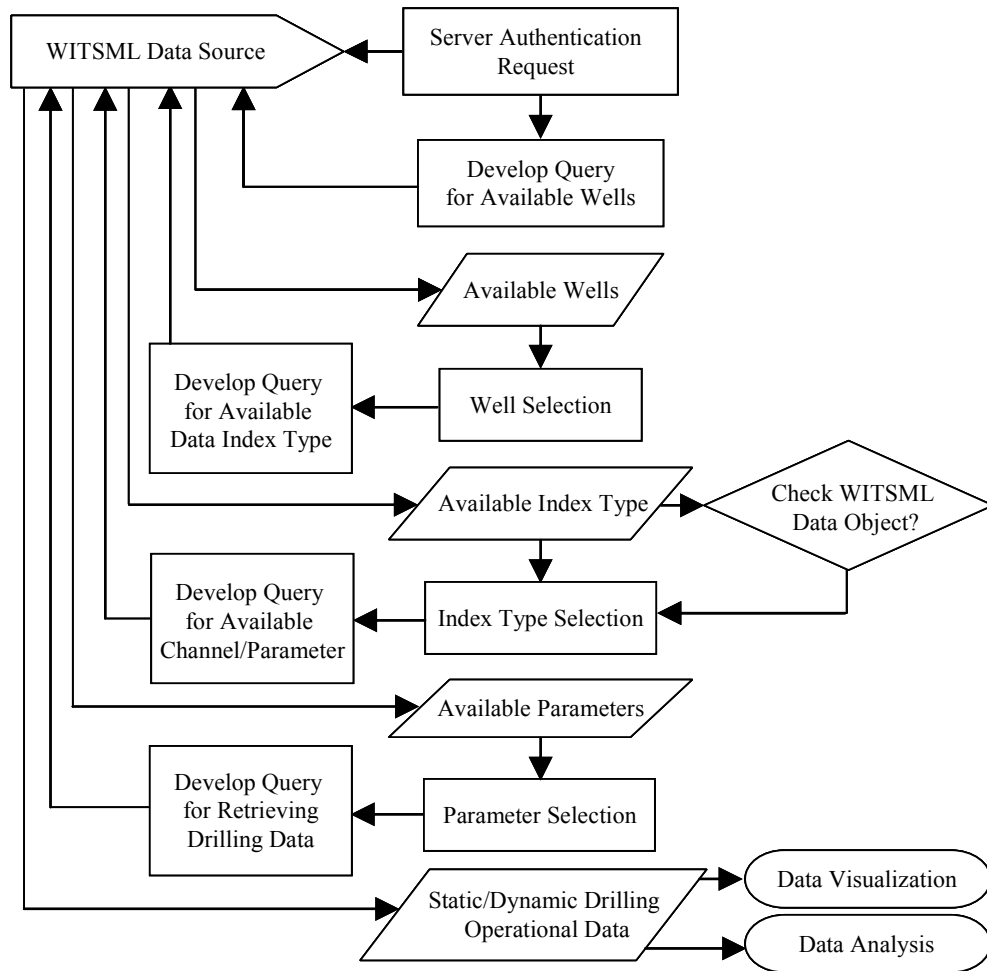 WITSML Data Source
Server Authentication
Request
Develop Query
for Available Wells
Available Wells
Develop Query
for Available
Data Index Type
Well Selection
Available Index Type
Check WITSML
Data Object?
Develop Query
for Available
Channel/Parameter
Index Type Selection
Available Parameters
Develop Query
for Retrieving
Drilling Data
Parameter Selection
Static/Dynamic Drilling
Operational Data
Data Visualization
Data Analysis